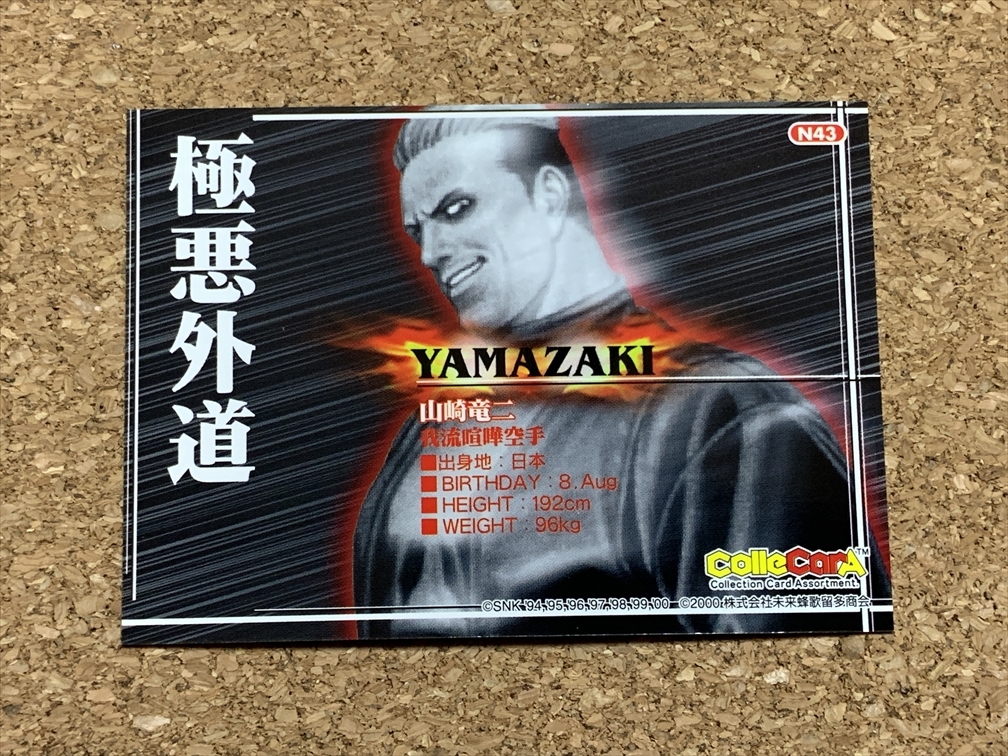 極悪外道
N43
YAMAZAKI
山崎竜二
我流喧嘩空手
■出身地：日本
■BIRTHDAY：8.Aug
■HEIGHT：192cm
■WEIGHT：96kg
ColleCarA™
Collection Card Assortment.
©SNK '94,'95,'96,'97,'98,'99,'00 ©2000 株式会社未来蜂歌留多商会